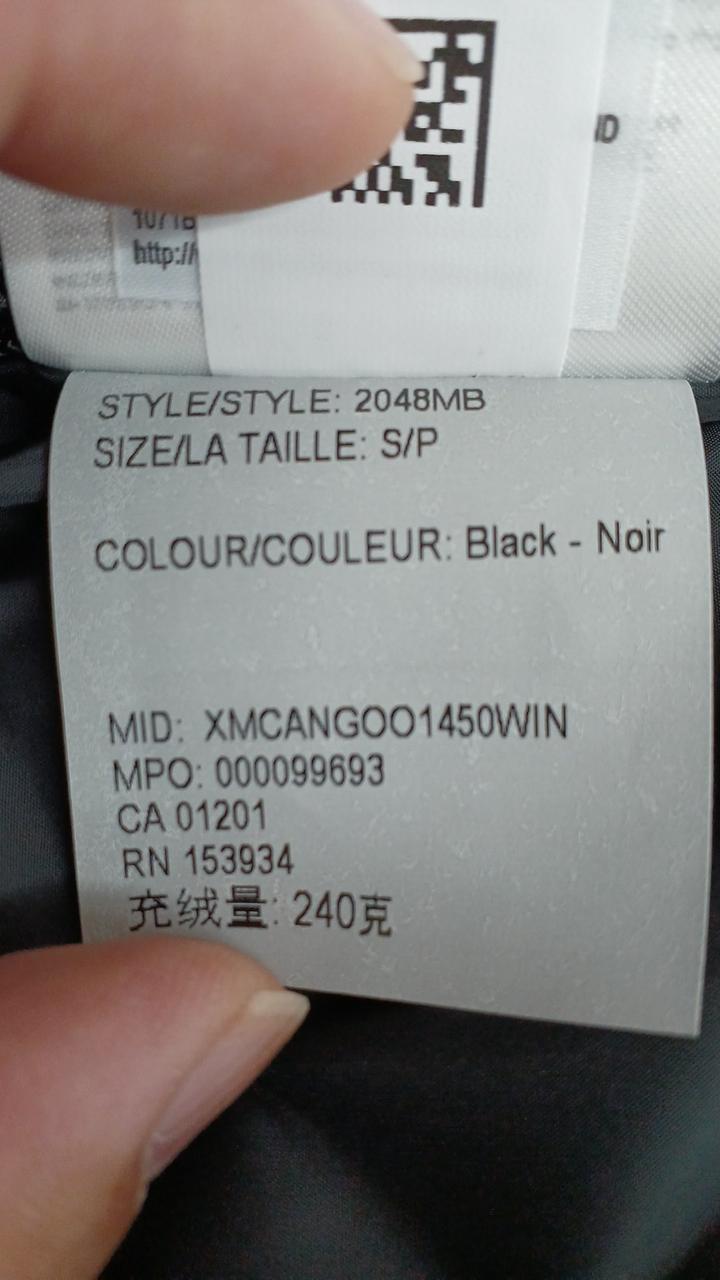 http://
STYLE/STYLE: 2048MB
SIZE/LA TAILLE: S/P
COLOUR/COULEUR: Black - Noir
MID: XMCANGOO1450WIN
MPO: 000099693
CA 01201
RN 153934
充绒量: 240克